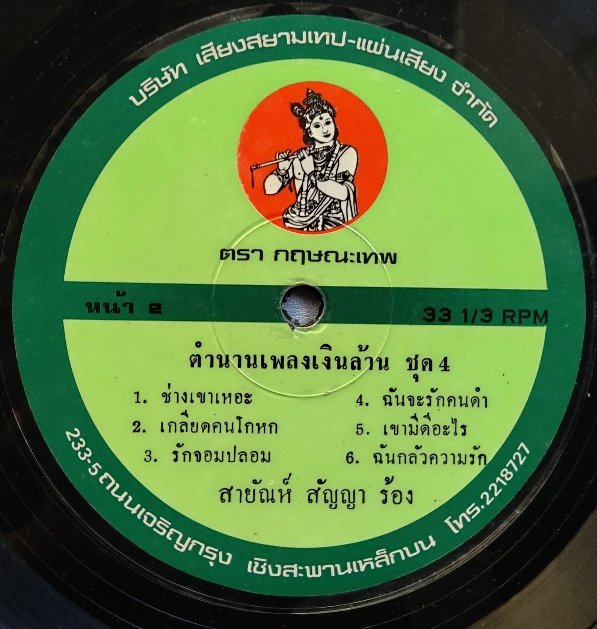 บริษัท เสียงสยามเทป-แผ่นเสียง จำกัด
ตรา กฤษณะเทพ
หน้า 2
33 1/3 RPM
ตำนานเพลงเงินล้าน ชุด 4
1. ช่างเขาเหอะ
2. เกลียดคนโกหก
3. รักจอมปลอม
4. ฉันจะรักคนดำ
5. เขามีดีอะไร
6. ฉันกลัวความรัก
สายัณห์ สัญญา ร้อง
233-5 ถนนเจริญกรุง เชิงสะพานเหล็กบน โทร. 2218727